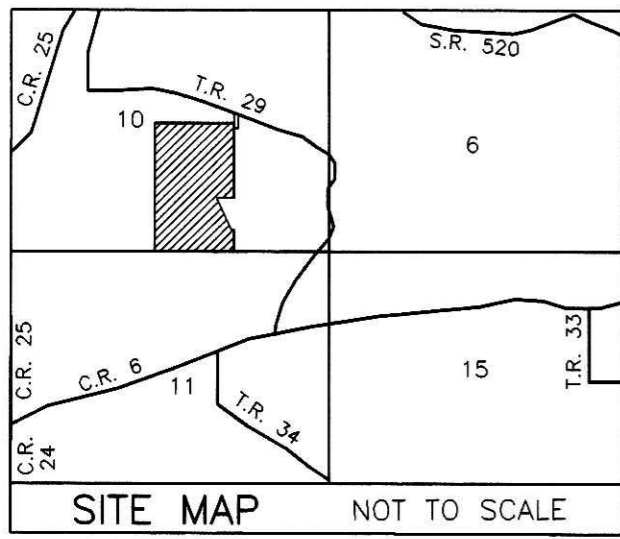 C.R. 25
S.R. 520
T.R. 29
10
6
C.R. 25
C.R. 6
11
T.R. 34
15
T.R. 33
C.R.
24
SITE MAP
NOT TO SCALE